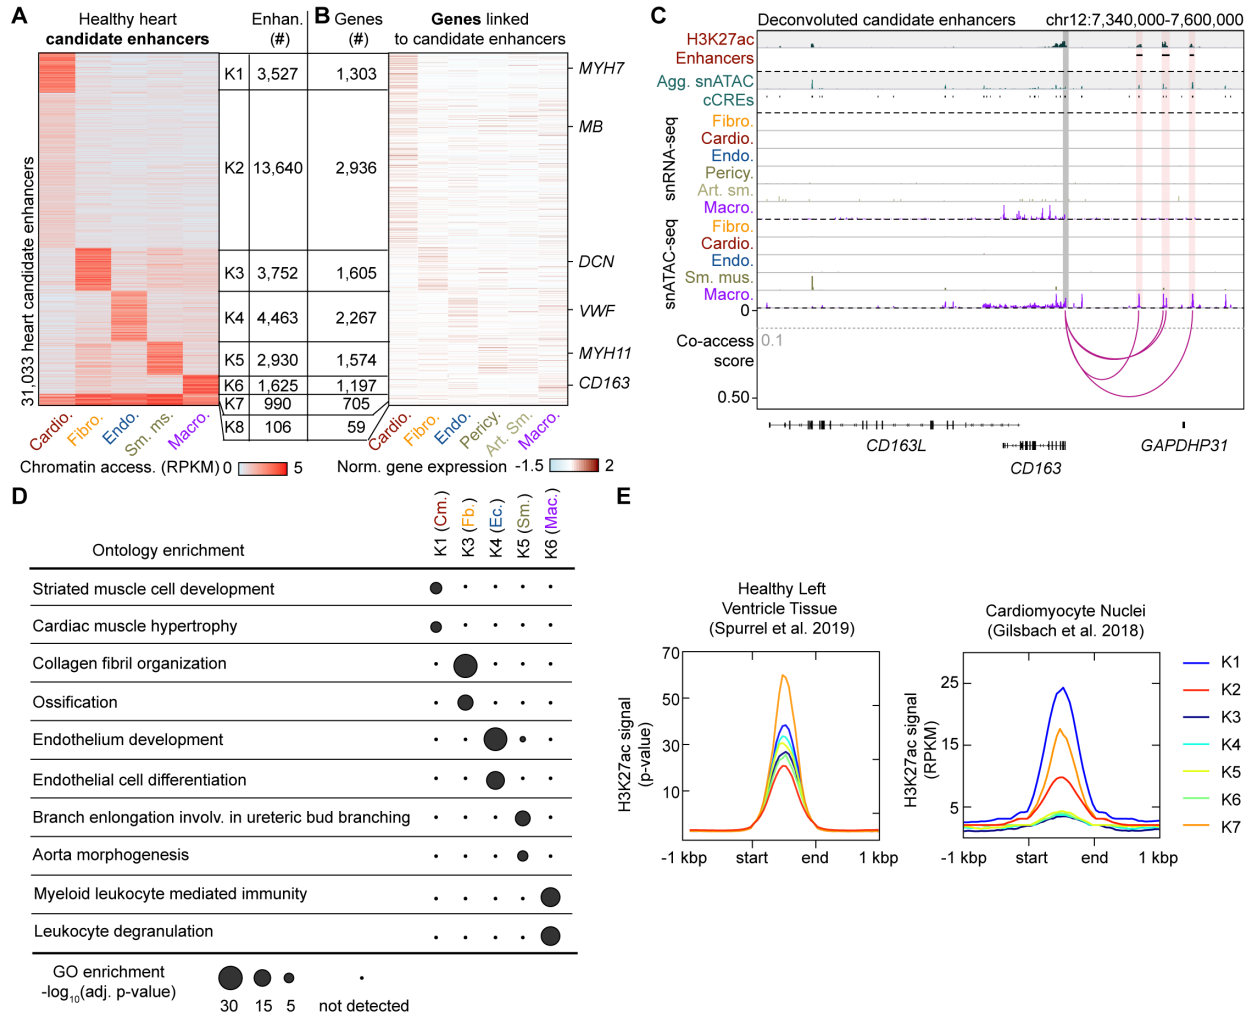 A
Healthy heart
candidate enhancers
Enhan.
(#)
B
Genes
(#)
Genes linked
to candidate enhancers
31,033 heart candidate enhancers
K1 3,527 1,303
K2 13,640 2,936
K3 3,752 1,605
K4 4,463 2,267
K5 2,930 1,574
K6 1,625 1,197
K7 990 705
K8 106 59
MYH7
MB
DCN
VWF
MYH11
CD163
Cardio.
Fibro.
Endo.
Sm. ms.
Macro.
Cardio.
Fibro.
Endo.
Pericy.
Art. Sm.
Macro.
Chromatin access. (RPKM) 0 5
Norm. gene expression -1.5 2
C
Deconvoluted candidate enhancers chr12:7,340,000-7,600,000
H3K27ac
Enhancers
Agg. snATAC
cCREs
snRNA-seq
Fibro.
Cardio.
Endo.
Pericy.
Art. sm.
Macro.
snATAC-seq
Fibro.
Cardio.
Endo.
Sm. mus.
Macro.
0
0.1
Co-access
score
0.50
CD163L
CD163
GAPDHP31
D
Ontology enrichment
K1 (Cm.)
K3 (Fb.)
K4 (Ec.)
K5 (Sm.)
K6 (Mac.)
Striated muscle cell development
Cardiac muscle hypertrophy
Collagen fibril organization
Ossification
Endothelium development
Endothelial cell differentiation
Branch enlongation involv. in ureteric bud branching
Aorta morphogenesis
Myeloid leukocyte mediated immunity
Leukocyte degranulation
GO enrichment
-log10(adj. p-value)
30 15 5 not detected
E
Healthy Left
Ventricle Tissue
(Spurrel et al. 2019)
H3K27ac signal
(p-value)
70
50
30
10
-1 kbp start end 1 kbp
Cardiomyocyte Nuclei
(Gilsbach et al. 2018)
H3K27ac signal
(RPKM)
25
15
5
-1 kbp start end 1 kbp
K1
K2
K3
K4
K5
K6
K7